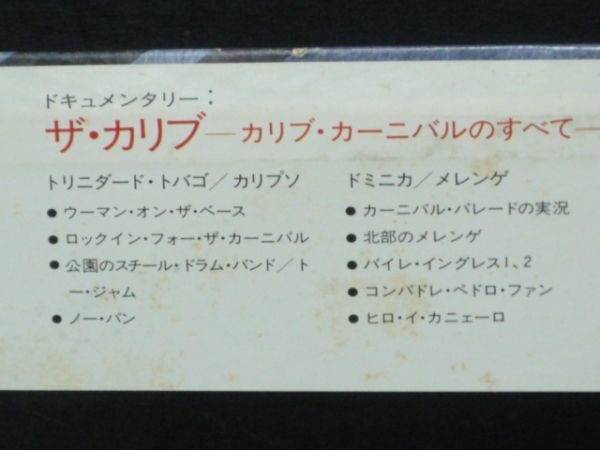 ドキュメンタリー:
ザ・カリブ—カリブ・カーニバルのすべて—
トリニダード・トバゴ/カリプソ
●ウーマン・オン・ザ・ベース
●ロックイン・フォー・ザ・カーニバル
●公園のスチール・ドラム・バンド/ト
ー・ジャム
●ノー・パン
ドミニカ/メレンゲ
●カーニバル・パレードの実況
●北部のメレンゲ
●バイレ・イングレス1、2
●コンパドレ・ペドロ・ファン
●ヒロ・イ・カニェーロ